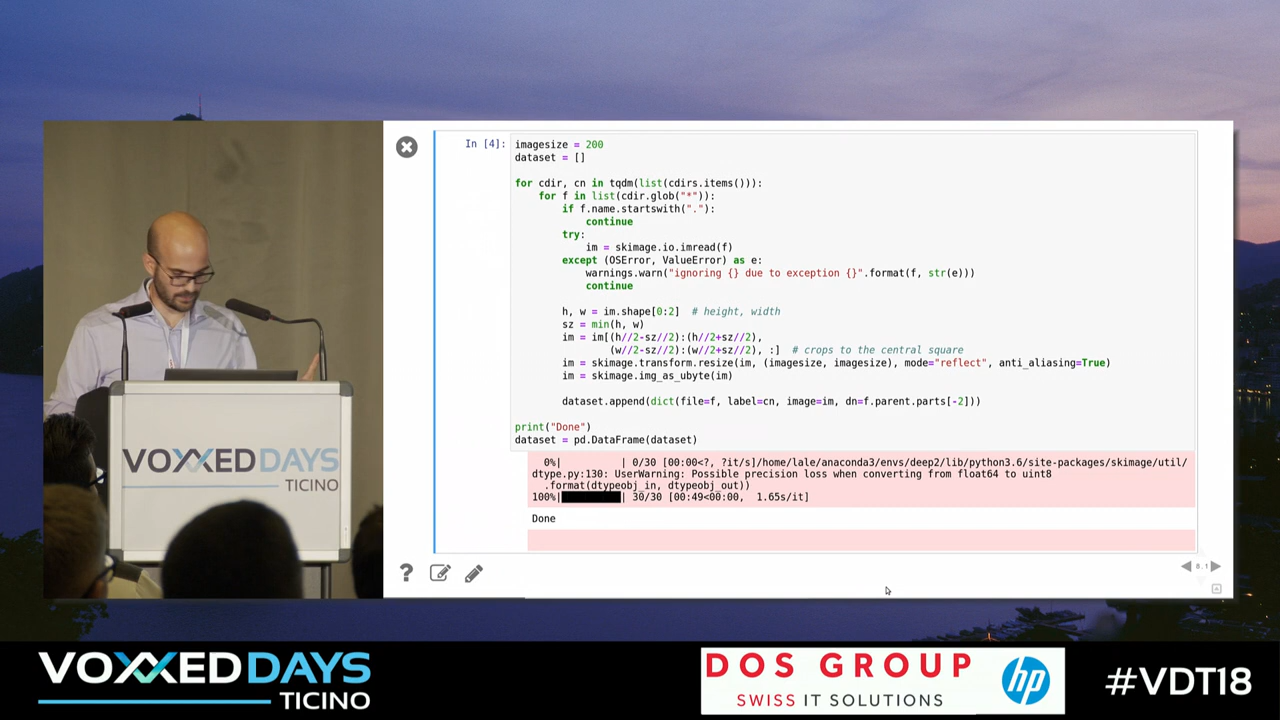 In [4]:
imagesize = 200
dataset = []
for cdir, cn in tqdm(list(cdirs.items())):
    for f in list(cdir.glob("*")):
        if f.name.startswith("."):
            continue
        try:
            im = skimage.io.imread(f)
        except (OSError, ValueError) as e:
            warnings.warn("ignoring {} due to exception {}".format(f, str(e)))
            continue
        h, w = im.shape[0:2]  # height, width
        sz = min(h, w)
        im = im[(h//2-sz//2):(h//2+sz//2),
                (w//2-sz//2):(w//2+sz//2), :]  # crops to the central square
        im = skimage.transform.resize(im, (imagesize, imagesize), mode="reflect", anti_aliasing=True)
        im = skimage.img_as_ubyte(im)
        dataset.append(dict(file=f, label=cn, image=im, dn=f.parent.parts[-2]))
print("Done")
dataset = pd.DataFrame(dataset)
0%|          | 0/30 [00:00<?, ?it/s]/home/lale/anaconda3/envs/deep2/lib/python3.6/site-packages/skimage/util/
dtype.py:130: UserWarning: Possible precision loss when converting from float64 to uint8
  .format(dtypeobj_in, dtypeobj_out))
100%|██████████| 30/30 [00:49<00:00,  1.65s/it]
Done
?
8.1
VOXXED DAYS
TICINO
VOXXED DAYS
TICINO
DOS GROUP
SWISS IT SOLUTIONS
hp
#VDT18